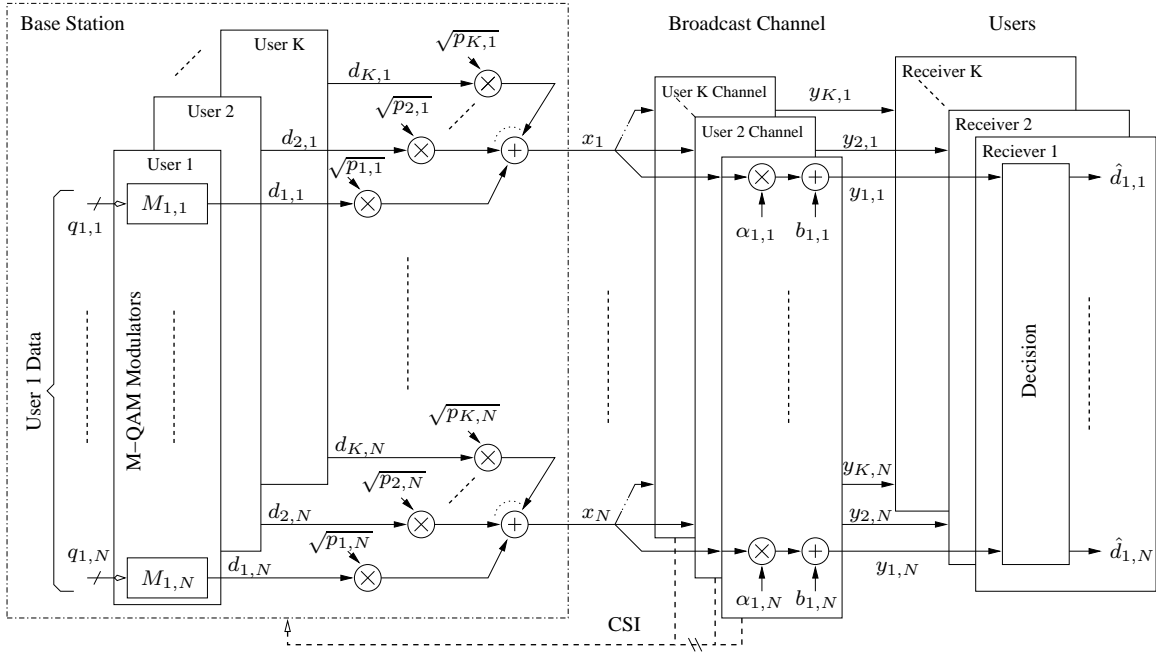 Base Station
Broadcast Channel
Users
User K
√p_{K,1}
d_{K,1}
User K Channel
y_{K,1}
Receiver K
User 2
√p_{2,1}
d_{2,1}
x_1
User 2 Channel
y_{2,1}
Receiver 2
User 1
√p_{1,1}
Reciever 1
M_{1,1}
d_{1,1}
y_{1,1}
d̂_{1,1}
q_{1,1}
α_{1,1}
b_{1,1}
User 1 Data
M-QAM Modulators
Decision
√p_{K,N}
d_{K,N}
y_{K,N}
√p_{2,N}
d_{2,N}
x_N
y_{2,N}
q_{1,N}
√p_{1,N}
M_{1,N}
d_{1,N}
y_{1,N}
d̂_{1,N}
α_{1,N}
b_{1,N}
CSI